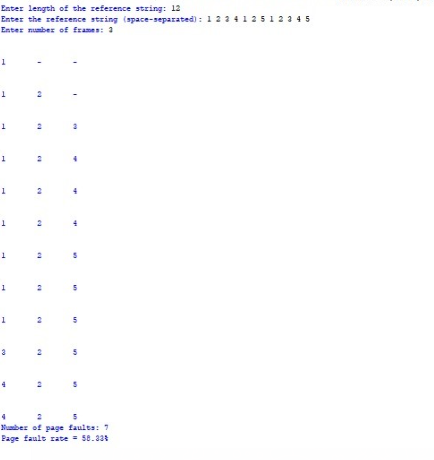 Enter length of the reference string: 12
Enter the reference string (space-separated): 1 2 3 4 1 2 5 1 2 3 4 5
Enter number of frames: 3
1 - -
1 2 -
1 2 3
1 2 4
1 2 4
1 2 4
1 2 5
1 2 5
1 2 5
3 2 5
4 2 5
4 2 5
Number of page faults: 7
Page fault rate = 58.33%